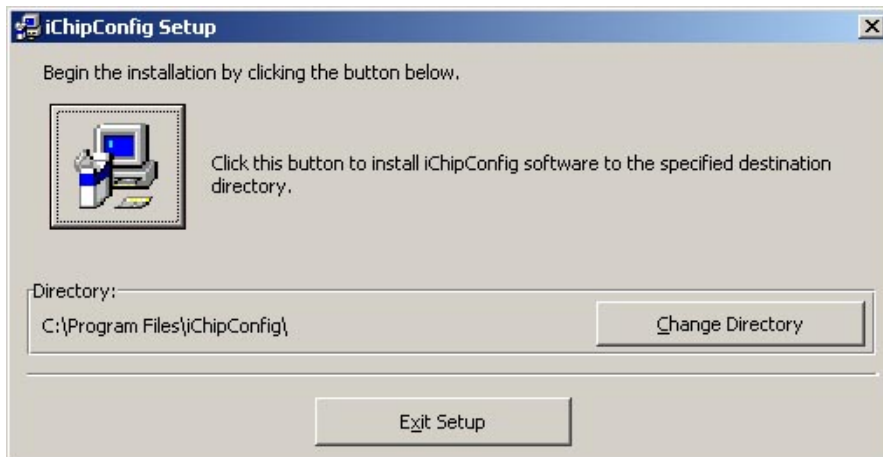 iChipConfig Setup
Begin the installation by clicking the button below.
Click this button to install iChipConfig software to the specified destination
directory.
Directory:
C:\Program Files\iChipConfig\
Change Directory
Exit Setup